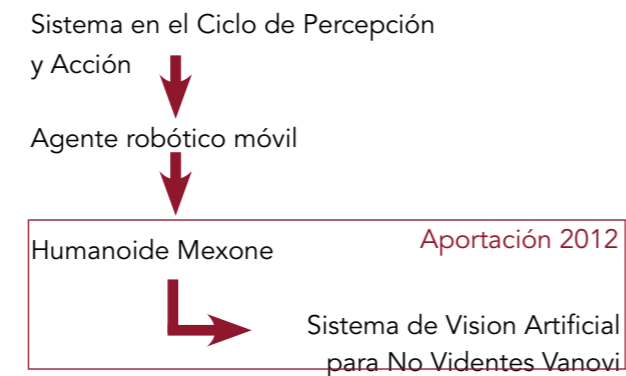 Sistema en el Ciclo de Percepción
y Acción
Agente robótico móvil
Aportación 2012
Humanoide Mexone
Sistema de Vision Artificial
para No Videntes Vanovi